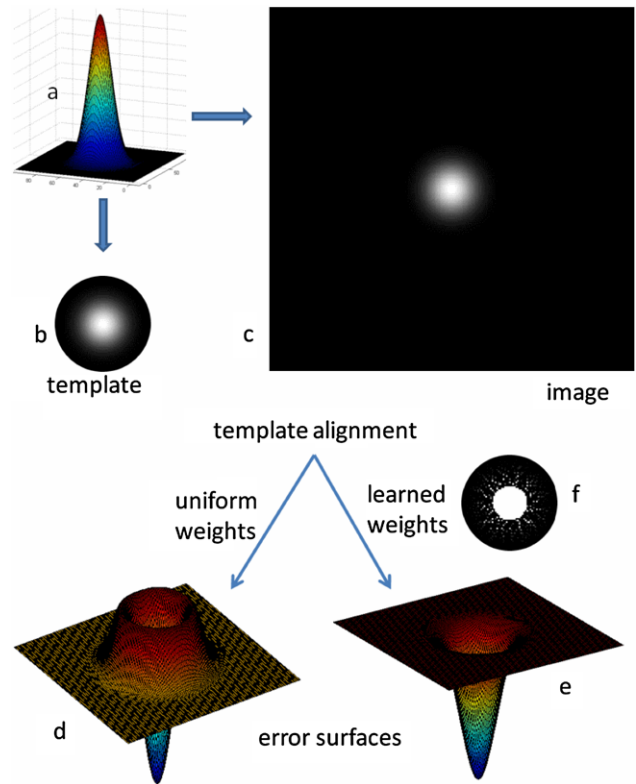 a
b
template
c
image
template alignment
uniform
weights
learned
weights
f
d
error surfaces
e